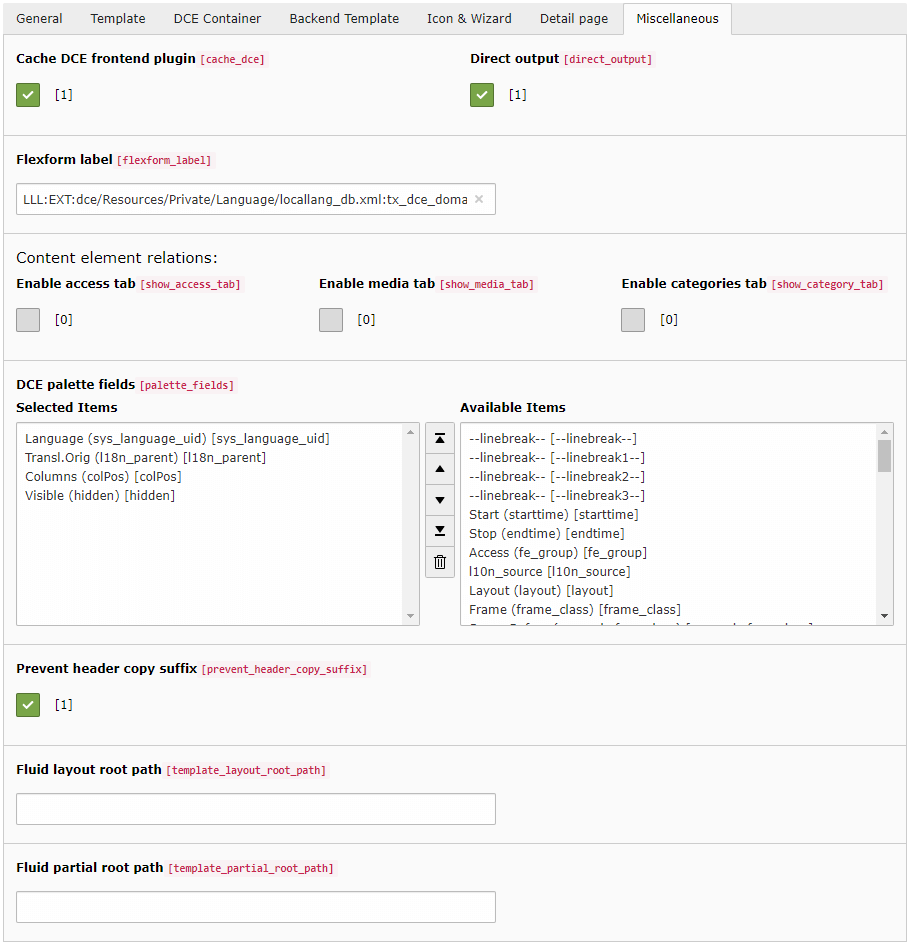 General Template DCE Container Backend Template Icon & Wizard Detail page Miscellaneous
Cache DCE frontend plugin [cache_dce] Direct output [direct_output]
[1] [1]
Flexform label [flexform_label]
LLL:EXT:dce/Resources/Private/Language/locallang_db.xml:tx_dce_doma
Content element relations:
Enable access tab [show_access_tab] Enable media tab [show_media_tab] Enable categories tab [show_category_tab]
[0] [0] [0]
DCE palette fields [palette_fields]
Selected Items Available Items
Language (sys_language_uid) [sys_language_uid] --linebreak-- [--linebreak--]
Transl.Orig (l18n_parent) [l18n_parent] --linebreak-- [--linebreak1--]
Columns (colPos) [colPos] --linebreak-- [--linebreak2--]
Visible (hidden) [hidden] --linebreak-- [--linebreak3--]
Start (starttime) [starttime]
Stop (endtime) [endtime]
Access (fe_group) [fe_group]
l10n_source [l10n_source]
Layout (layout) [layout]
Frame (frame_class) [frame_class]
Prevent header copy suffix [prevent_header_copy_suffix]
[1]
Fluid layout root path [template_layout_root_path]
Fluid partial root path [template_partial_root_path]